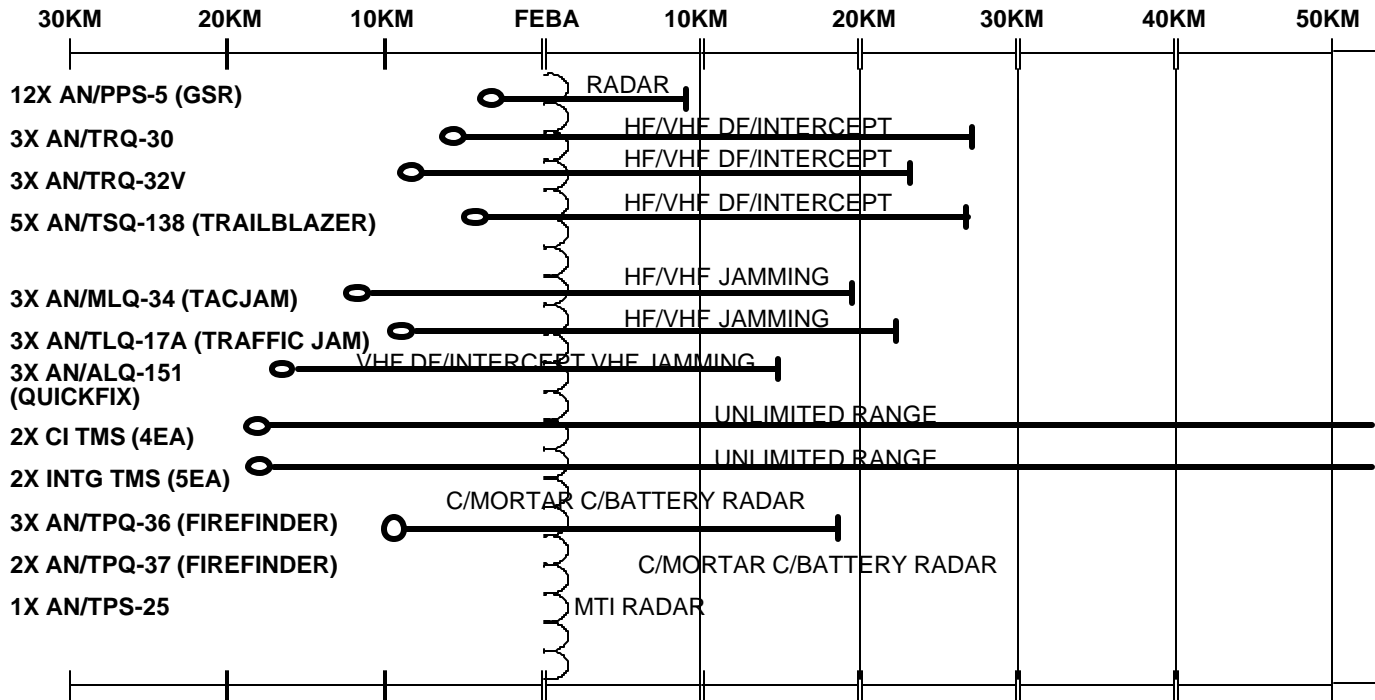 30KM 20KM 10KM FEBA 10KM 20KM 30KM 40KM 50KM
12X AN/PPS-5 (GSR) RADAR
3X AN/TRQ-30 HF/VHF DF/INTERCEPT
3X AN/TRQ-32V HF/VHF DF/INTERCEPT
5X AN/TSQ-138 (TRAILBLAZER) HF/VHF DF/INTERCEPT
3X AN/MLQ-34 (TACJAM) HF/VHF JAMMING
3X AN/TLQ-17A (TRAFFIC JAM) HF/VHF JAMMING
3X AN/ALQ-151 VHF DF/INTERCEPT VHF JAMMING
(QUICKFIX)
2X CI TMS (4EA) UNLIMITED RANGE
2X INTG TMS (5EA) UNLIMITED RANGE
3X AN/TPQ-36 (FIREFINDER) C/MORTAR C/BATTERY RADAR
2X AN/TPQ-37 (FIREFINDER) C/MORTAR C/BATTERY RADAR
1X AN/TPS-25 MTI RADAR